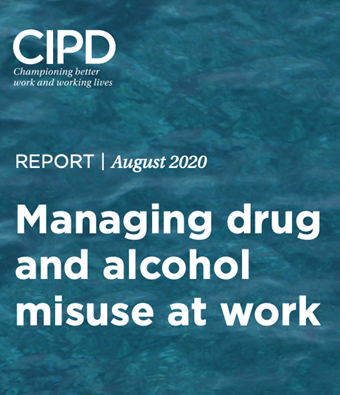 CIPD
Championing better
work and working lives
REPORT | August 2020
Managing drug
and alcohol
misuse at work